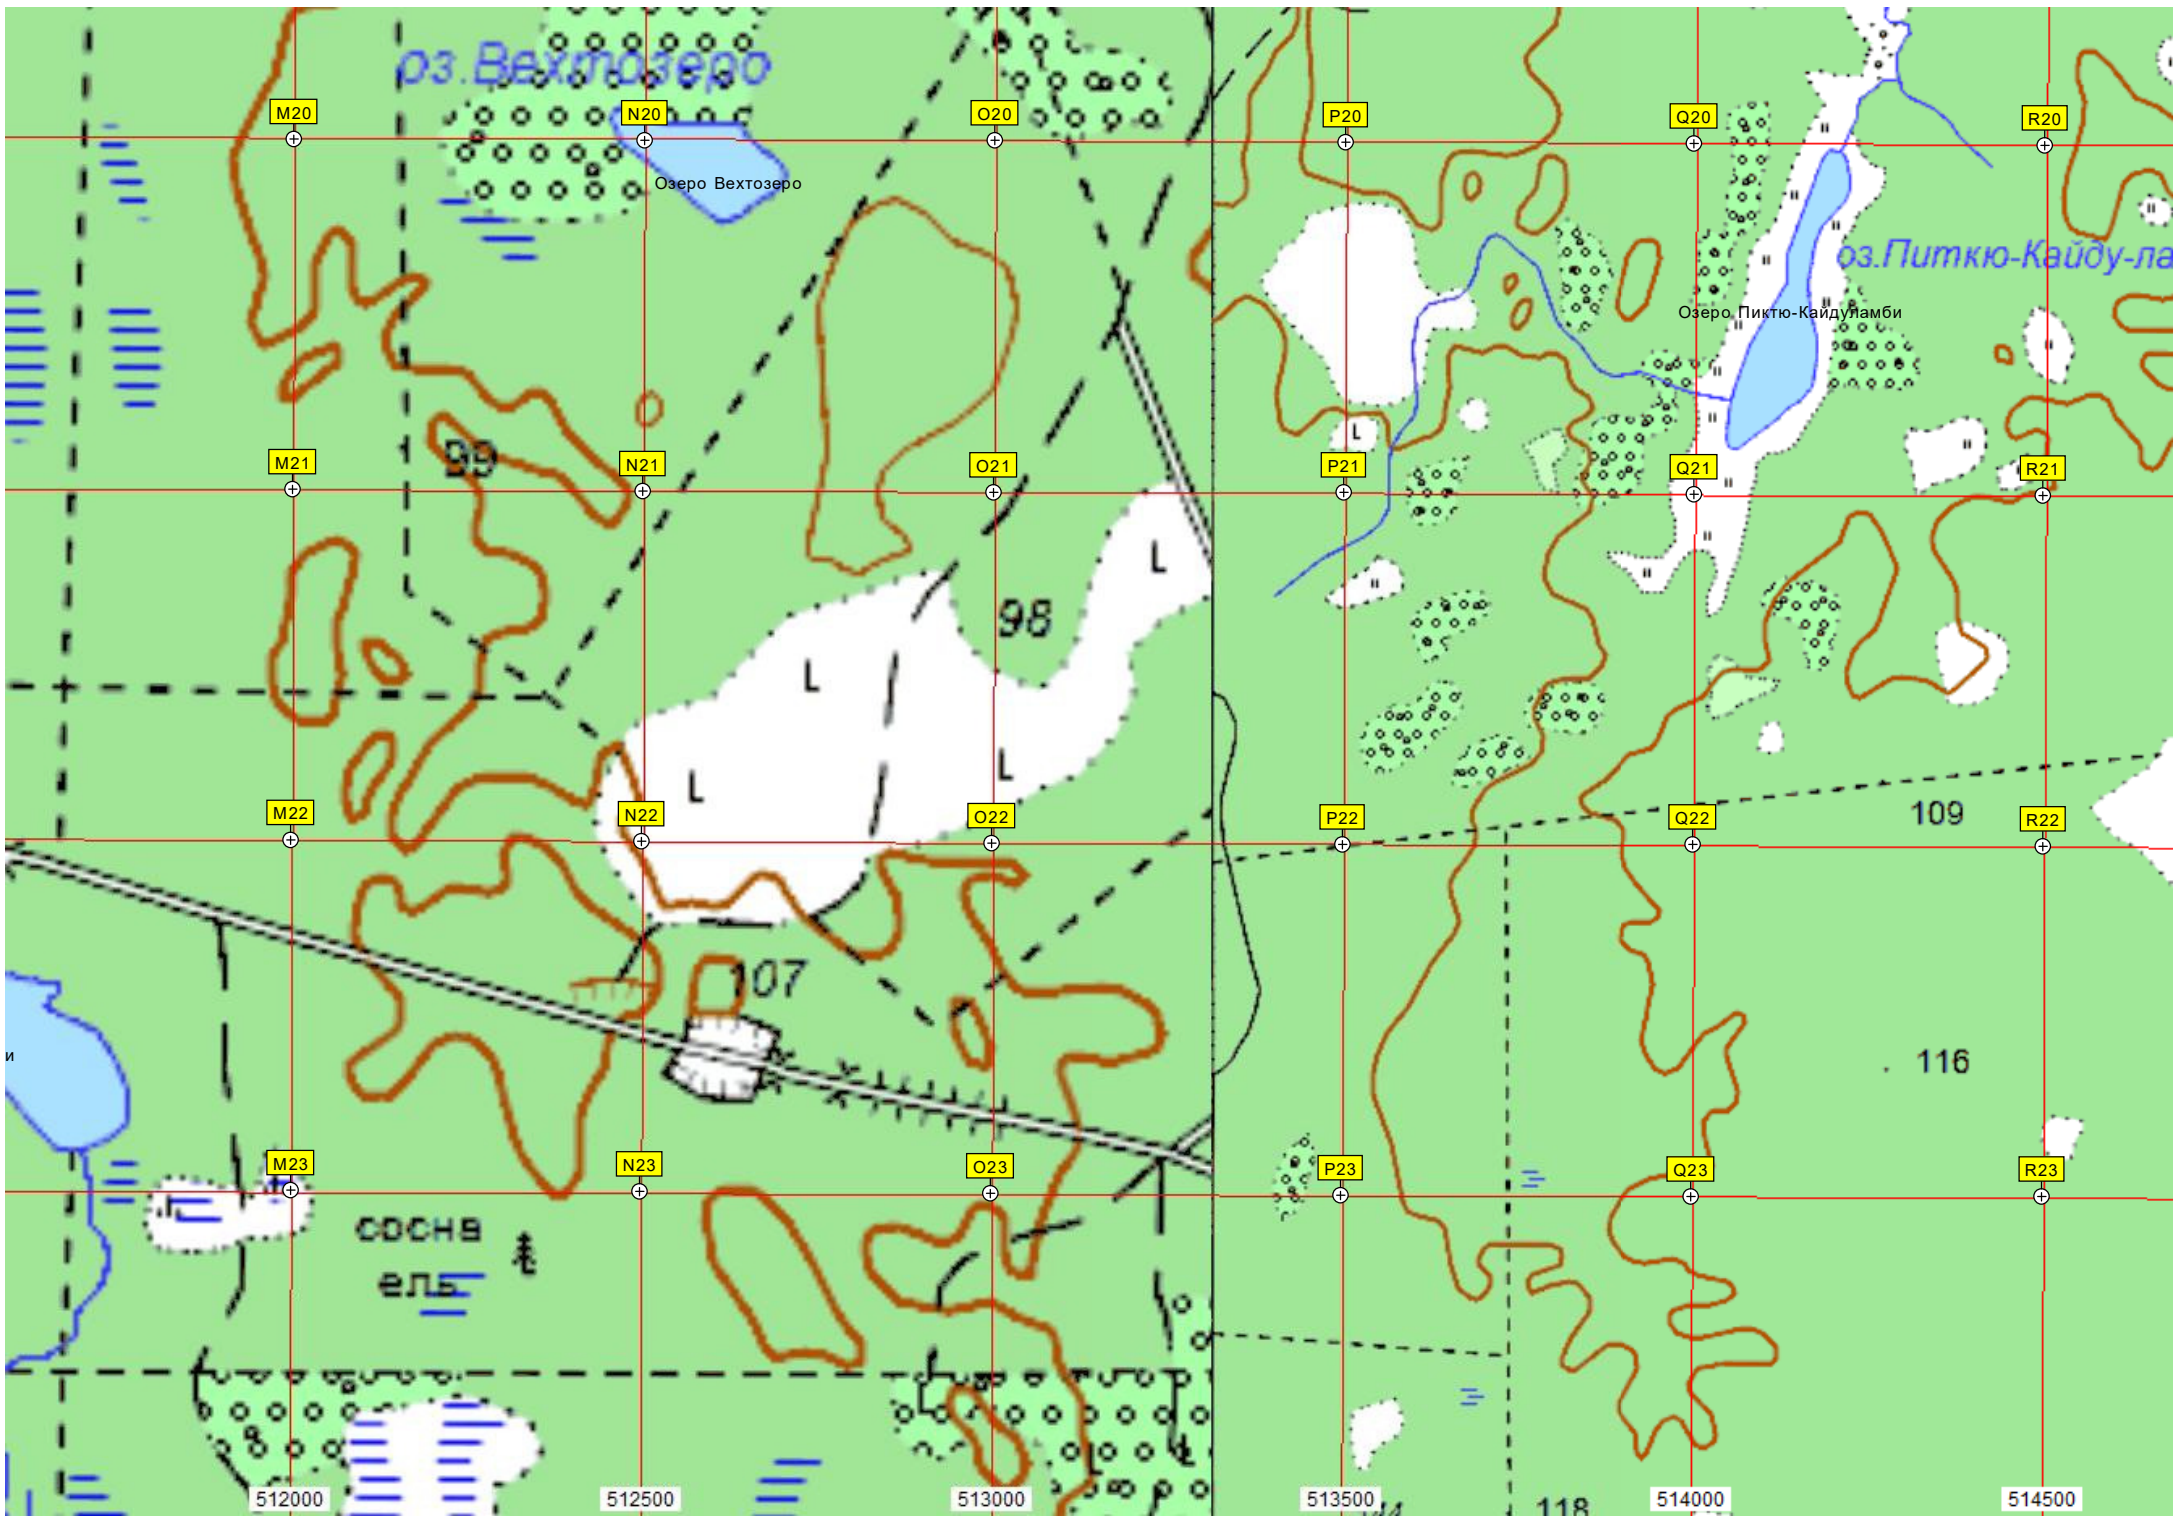 оз.Вехтозеро
M20
N20
O20
P20
Q20
R20
Озеро Вехтозеро
оз.Питкю-Кайду-ла
Озеро Пиктю-Кайдуламби
L
99
M21
N21
O21
P21
Q21
R21
L
98
L
L
L
M22
N22
O22
P22
Q22
R22
109
107
и
116
M23
N23
O23
P23
Q23
R23
сосна
ель
512000
512500
513000
513500
514000
514500
118